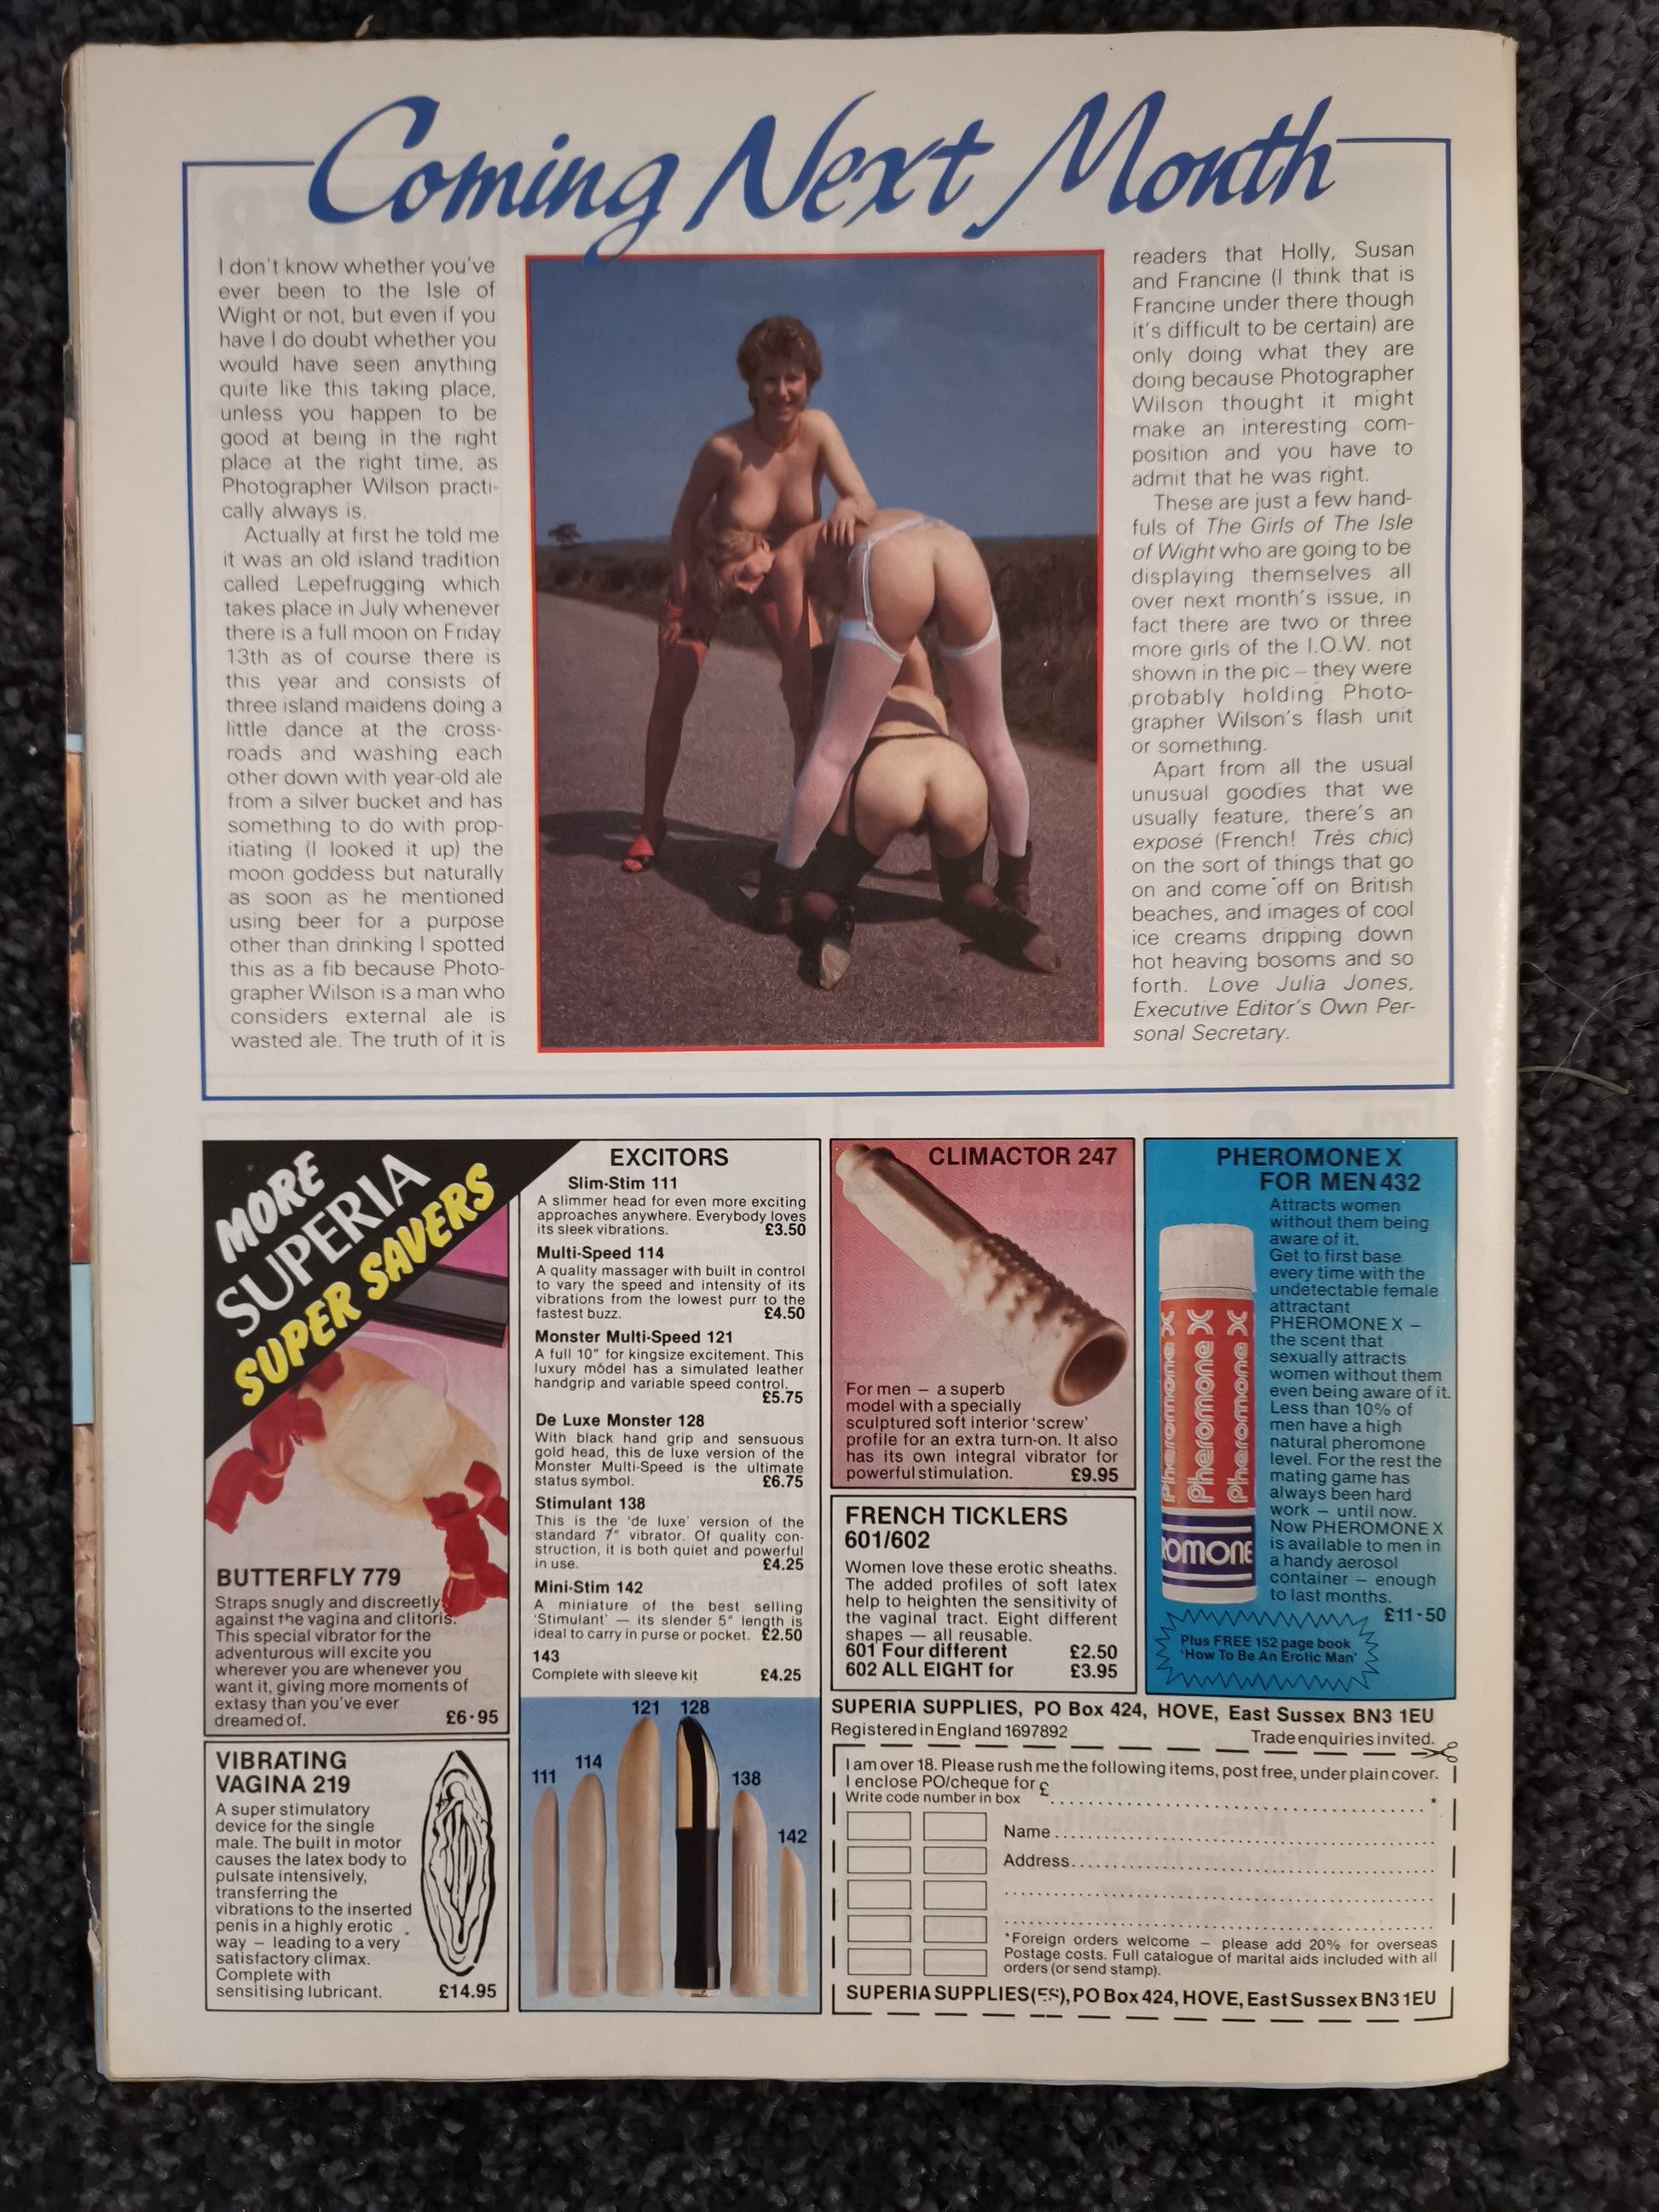 Coming Next Month
I don't know whether you've
ever been to the Isle of
Wight or not, but even if you
have I do doubt whether you
would have seen anything
quite like this taking place,
unless you happen to be
good at being in the right
place at the right time, as
Photographer Wilson practi-
cally always is.
Actually at first he told me
it was an old island tradition
called Lepefrugging which
takes place in July whenever
there is a full moon on Friday
13th as of course there is
this year and consists of
three island maidens doing a
little dance at the cross-
roads and washing each
other down with year-old ale
from a silver bucket and has
something to do with prop-
itiating (I looked it up) the
moon goddess but naturally
as soon as he mentioned
using beer for a purpose
other than drinking I spotted
this as a fib because Photo-
grapher Wilson is a man who
considers external ale is
wasted ale. The truth of it is
readers that Holly, Susan
and Francine (I think that is
Francine under there though
it's difficult to be certain) are
only doing what they are
doing because Photographer
Wilson thought it might
make an interesting com-
position and you have to
admit that he was right.
These are just a few hand-
fuls of The Girls of The Isle
of Wight who are going to be
displaying themselves all
over next month's issue, in
fact there are two or three
more girls of the I.O.W. not
shown in the pic – they were
probably holding Photo-
grapher Wilson's flash unit
or something.
Apart from all the usual
unusual goodies that we
usually feature, there's an
exposé (French! Très chic)
on the sort of things that go
on and come off on British
beaches, and images of cool
ice creams dripping down
hot heaving bosoms and so
forth. Love Julia Jones,
Executive Editor's Own Per-
sonal Secretary.
MORE
SUPERIA
SUPER SAVERS
BUTTERFLY 779
Straps snugly and discreetly
against the vagina and clitoris.
This special vibrator for the
adventurous will excite you
wherever you are whenever you
want it, giving more moments of
extasy than you've ever
dreamed of. £6·95
VIBRATING
VAGINA 219
A super stimulatory
device for the single
male. The built in motor
causes the latex body to
pulsate intensively,
transferring the
vibrations to the inserted
penis in a highly erotic
way – leading to a very
satisfactory climax.
Complete with
sensitising lubricant. £14.95
EXCITORS
Slim-Stim 111
A slimmer head for even more exciting
approaches anywhere. Everybody loves
its sleek vibrations. £3.50
Multi-Speed 114
A quality massager with built in control
to vary the speed and intensity of its
vibrations from the lowest purr to the
fastest buzz. £4.50
Monster Multi-Speed 121
A full 10" for kingsize excitement. This
luxury model has a simulated leather
handgrip and variable speed control.
£5.75
De Luxe Monster 128
With black hand grip and sensuous
gold head, this de luxe version of the
Monster Multi-Speed is the ultimate
status symbol. £6.75
Stimulant 138
This is the 'de luxe' version of the
standard 7" vibrator. Of quality con-
struction, it is both quiet and powerful
in use. £4.25
Mini-Stim 142
A miniature of the best selling
'Stimulant' – its slender 5" length is
ideal to carry in purse or pocket. £2.50
143
Complete with sleeve kit £4.25
111
114
121
128
138
142
CLIMACTOR 247
For men – a superb
model with a specially
sculptured soft interior 'screw'
profile for an extra turn-on. It also
has its own integral vibrator for
powerful stimulation. £9.95
FRENCH TICKLERS
601/602
Women love these erotic sheaths.
The added profiles of soft latex
help to heighten the sensitivity of
the vaginal tract. Eight different
shapes – all reusable.
601 Four different £2.50
602 ALL EIGHT for £3.95
PHEROMONE X
FOR MEN 432
Attracts women
without them being
aware of it.
Get to first base
every time with the
undetectable female
attractant
PHEROMONE X –
the scent that
sexually attracts
women without them
even being aware of it.
Less than 10% of
men have a high
natural pheromone
level. For the rest the
mating game has
always been hard
work – until now.
Now PHEROMONE X
is available to men in
a handy aerosol
container – enough
to last months.
£11·50
Pheromone X
Pheromone X
Pheromone X
ROMONE
Plus FREE 152 page book
'How To Be An Erotic Man'
SUPERIA SUPPLIES, PO Box 424, HOVE, East Sussex BN3 1EU
Registered in England 1697892 Trade enquiries invited.
I am over 18. Please rush me the following items, post free, under plain cover.
I enclose PO/cheque for £
Write code number in box *
Name
Address
*Foreign orders welcome – please add 20% for overseas
Postage costs. Full catalogue of marital aids included with all
orders (or send stamp).
SUPERIA SUPPLIES(ES), PO Box 424, HOVE, East Sussex BN3 1EU